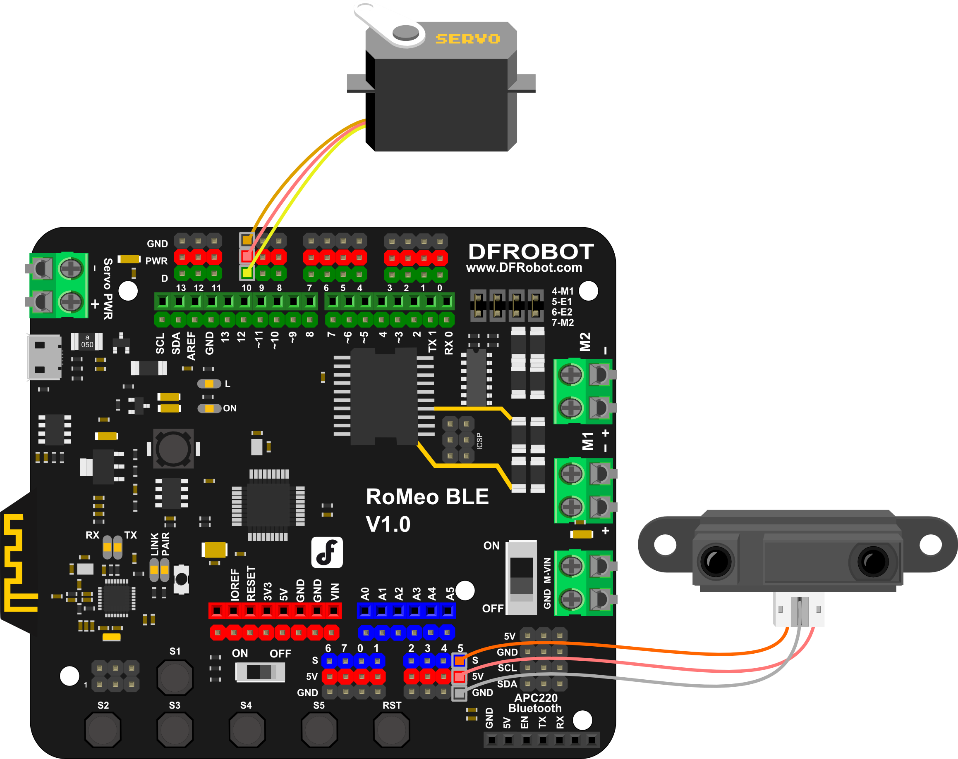 SERVO
GND
PWR
D
13 12 11 10 9 8 7 6 5 4 3 2 1 0
DFROBOT
www.DFRobot.com
Servo PWR
- +
4-M1
5-E1
6-E2
7-M2
SCL SDA AREF GND 13 12 ~11 ~10 ~9 8 7 ~6 ~5 4 ~3 2 TX 1 RX 0
M2
- +
L
ON
ICSP
M1
- +
RoMeo BLE
V1.0
RX TX LINK PAIR
ON
OFF
GND M-VIN
IOREF RESET 3V3 5V GND GND VIN
A0 A1 A2 A3 A4 A5
6 7 0 1 2 3 4 5
S S
5V 5V
GND GND
ON OFF
5V
GND
SCL
SDA
APC220
Bluetooth
GND 5V EN TX RX
1
S1
S2 S3 S4 S5 RST